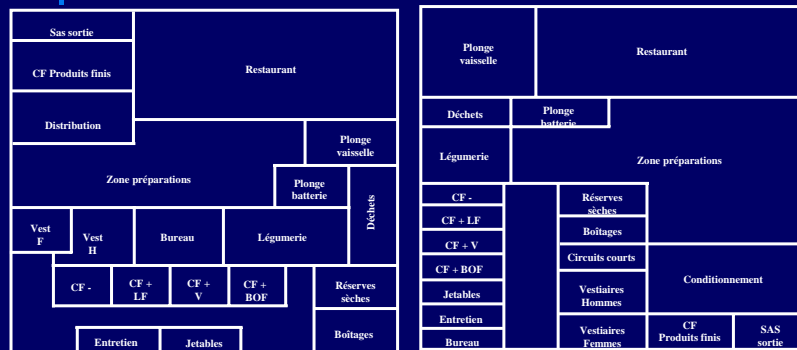 Sas sortie
CF Produits finis
Distribution
Restaurant
Zone préparations
Plonge
vaisselle
Plonge
batterie
Déchets
Vest
F
Vest
H
Bureau
Légumerie
CF -
CF +
LF
CF +
V
CF +
BOF
Réserves
sèches
Boîtages
Entretien
Jetables
Plonge
vaisselle
Restaurant
Déchets
Plonge
batterie
Légumerie
Zone préparations
CF -
CF + LF
CF + V
CF + BOF
Jetables
Entretien
Bureau
Réserves
sèches
Boîtages
Circuits courts
Vestiaires
Hommes
Vestiaires
Femmes
Conditionnement
CF
Produits finis
SAS
sortie